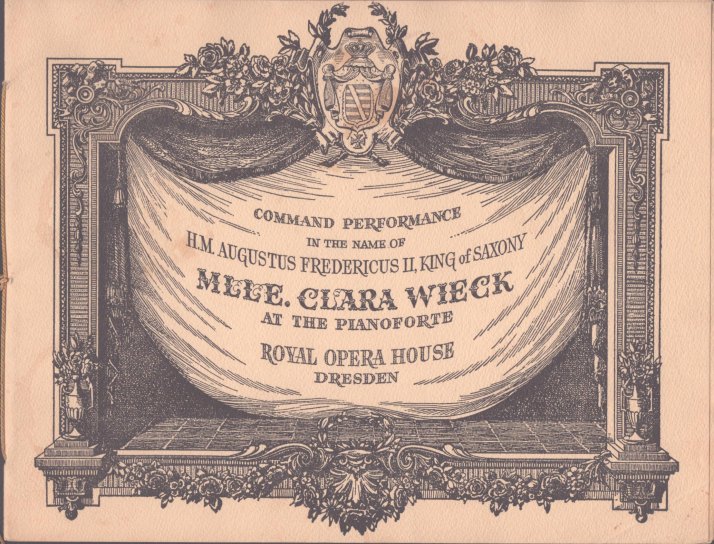 COMMAND PERFORMANCE
IN THE NAME OF
H.M. AUGUSTUS FREDERICUS II, KING of SAXONY
MLLE. CLARA WIECK
AT THE PIANOFORTE
ROYAL OPERA HOUSE
DRESDEN